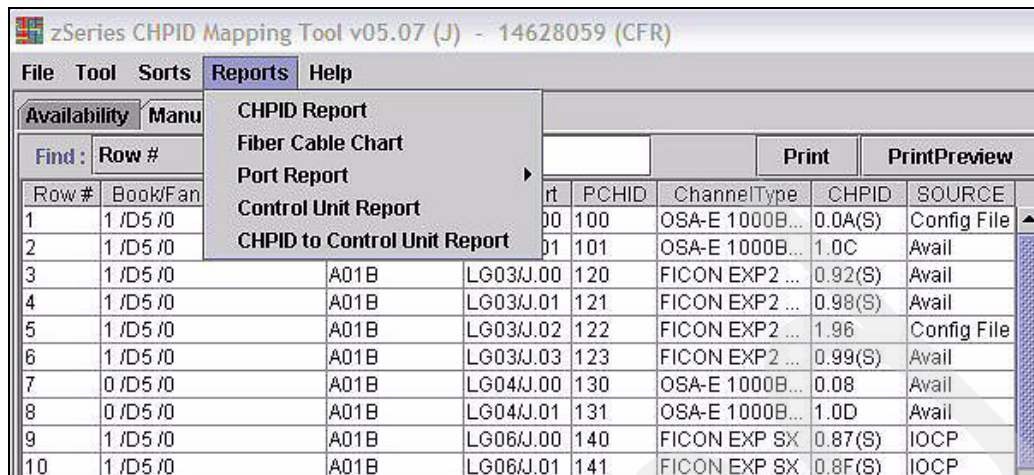 zSeries CHPID Mapping Tool v05.07 (J) - 14628059 (CFR)
File Tool Sorts Reports Help
Availability Manu
CHPID Report
Fiber Cable Chart
Port Report
Control Unit Report
CHPID to Control Unit Report
Find : Row # Print PrintPreview
Row # Book/Fan rt PCHID ChannelType CHPID SOURCE
1 1 /D5 /0 00 100 OSA-E 1000B... 0.0A(S) Config File
2 1 /D5 /0 01 101 OSA-E 1000B... 1.0C Avail
3 1 /D5 /0 A01B LG03/J.00 120 FICON EXP2 ... 0.92(S) Avail
4 1 /D5 /0 A01B LG03/J.01 121 FICON EXP2 ... 0.98(S) Avail
5 1 /D5 /0 A01B LG03/J.02 122 FICON EXP2 ... 1.96 Config File
6 1 /D5 /0 A01B LG03/J.03 123 FICON EXP2 ... 0.99(S) Avail
7 0 /D5 /0 A01B LG04/J.00 130 OSA-E 1000B... 0.08 Avail
8 0 /D5 /0 A01B LG04/J.01 131 OSA-E 1000B... 1.0D Avail
9 1 /D5 /0 A01B LG06/J.00 140 FICON EXP SX 0.87(S) IOCP
10 1 /D5 /0 A01B LG06/J.01 141 FICON EXP SX 0.8F(S) IOCP